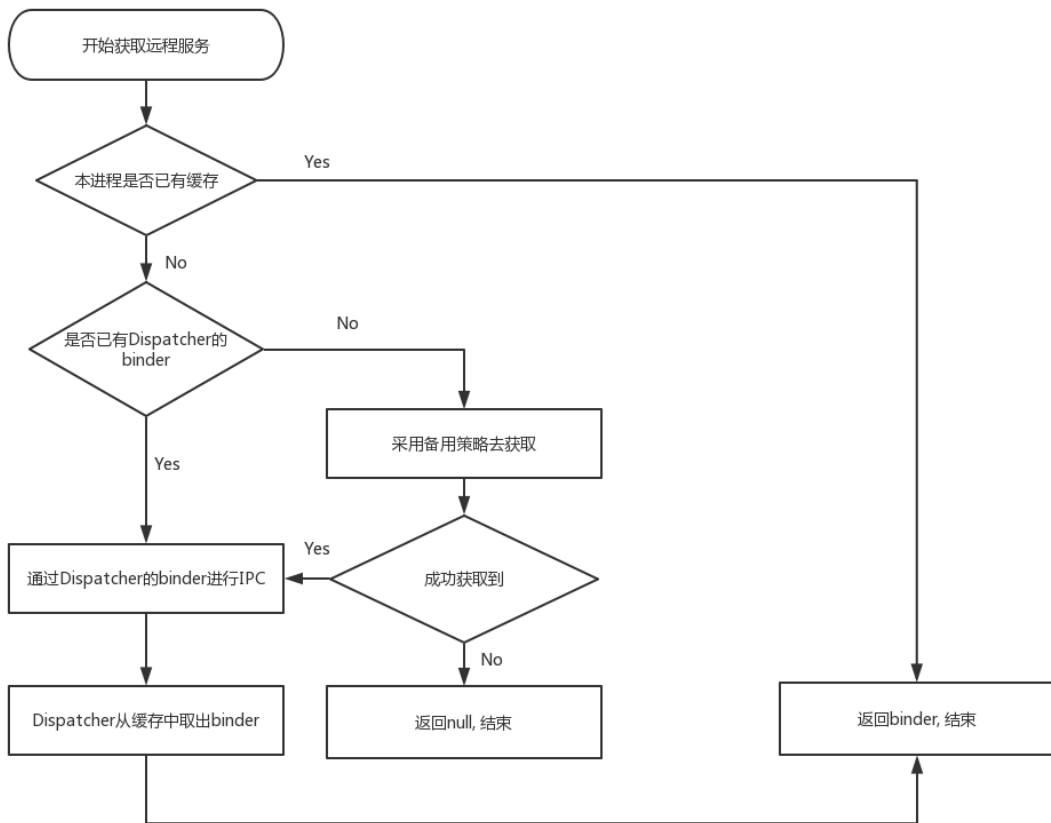 开始获取远程服务
Yes
本进程是否已有缓存
No
No
是否已有Dispatcher的
binder
采用备用策略去获取
Yes
Yes
通过Dispatcher的binder进行IPC
成功获取到
No
Dispatcher从缓存中取出binder
返回null, 结束
返回binder, 结束